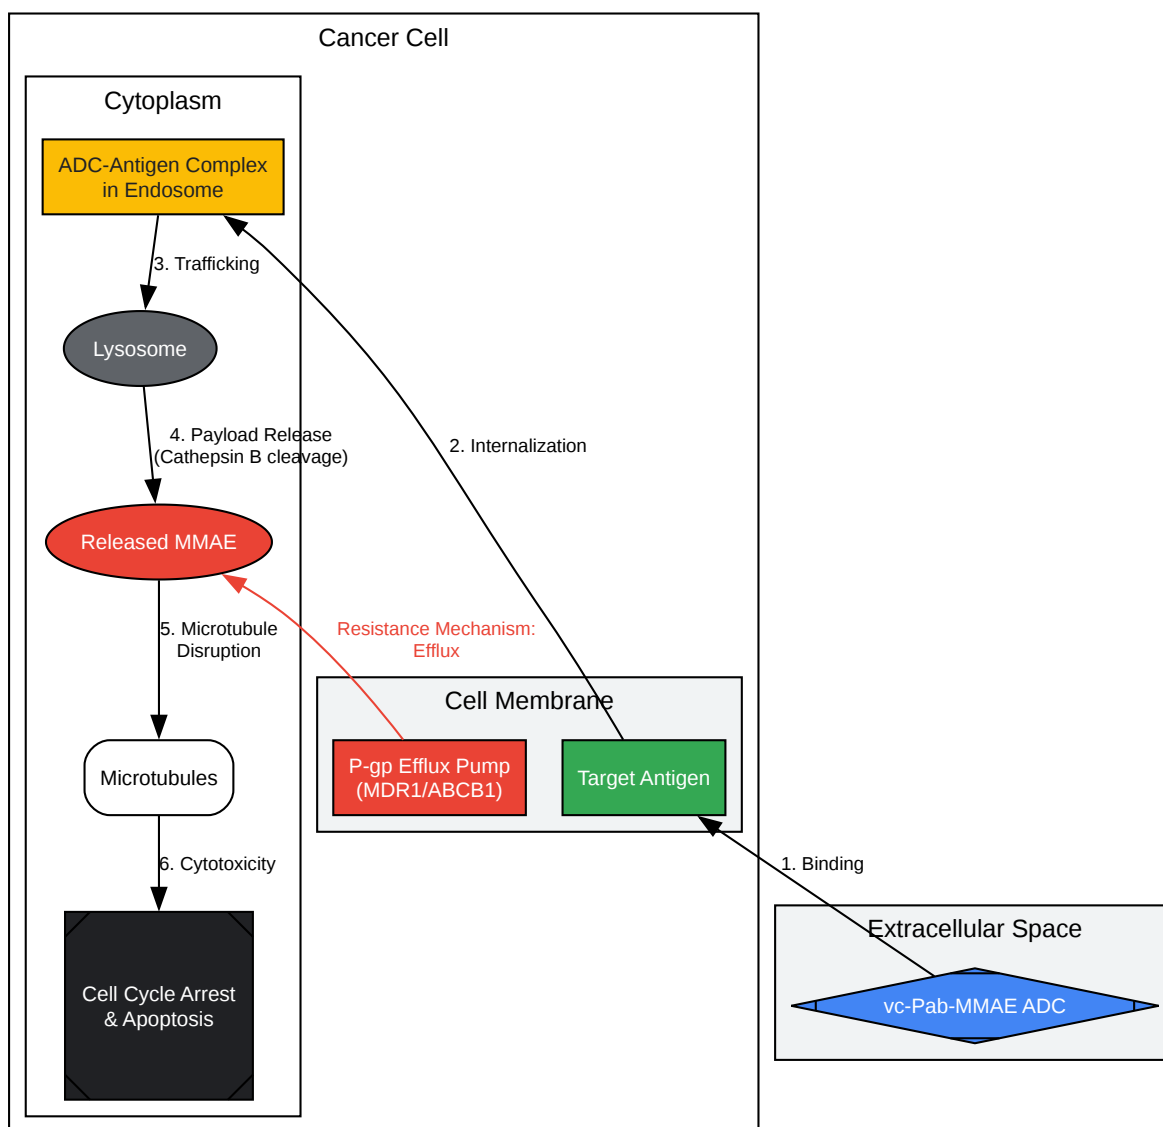 Cancer Cell
Cytoplasm
ADC-Antigen Complex
in Endosome
3. Trafficking
Lysosome
4. Payload Release
(Cathepsin B cleavage)
2. Internalization
Released MMAE
5. Microtubule
Disruption
Resistance Mechanism:
Efflux
Cell Membrane
P-gp Efflux Pump
(MDR1/ABCB1)
Target Antigen
Microtubules
6. Cytotoxicity
1. Binding
Extracellular Space
vc-Pab-MMAE ADC
Cell Cycle Arrest
& Apoptosis